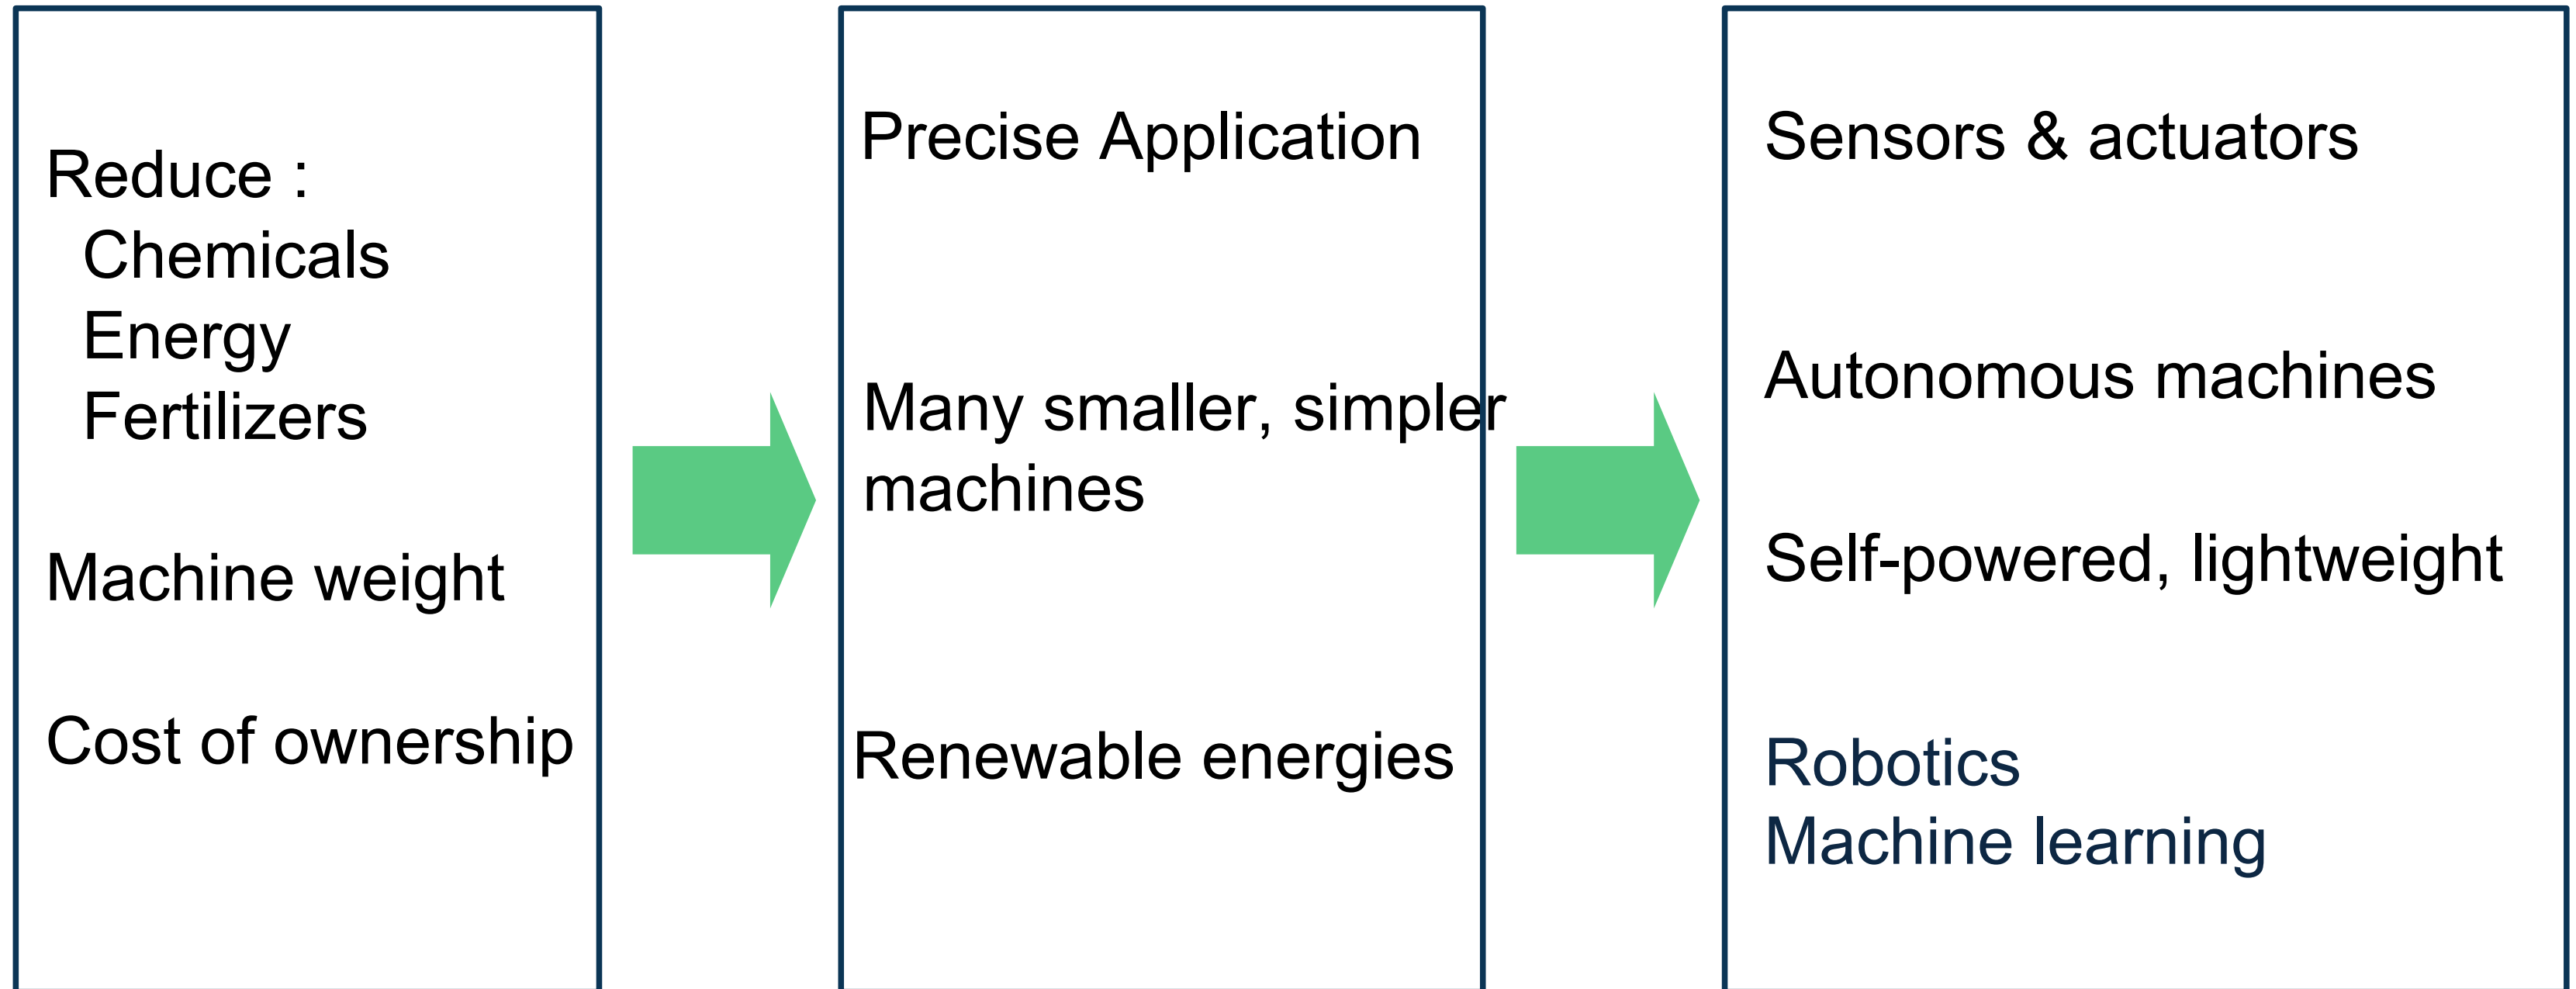 Reduce :
Chemicals
Energy
Fertilizers
Machine weight
Cost of ownership
Precise Application
Many smaller, simpler
machines
Renewable energies
Sensors & actuators
Autonomous machines
Self-powered, lightweight
Robotics
Machine learning